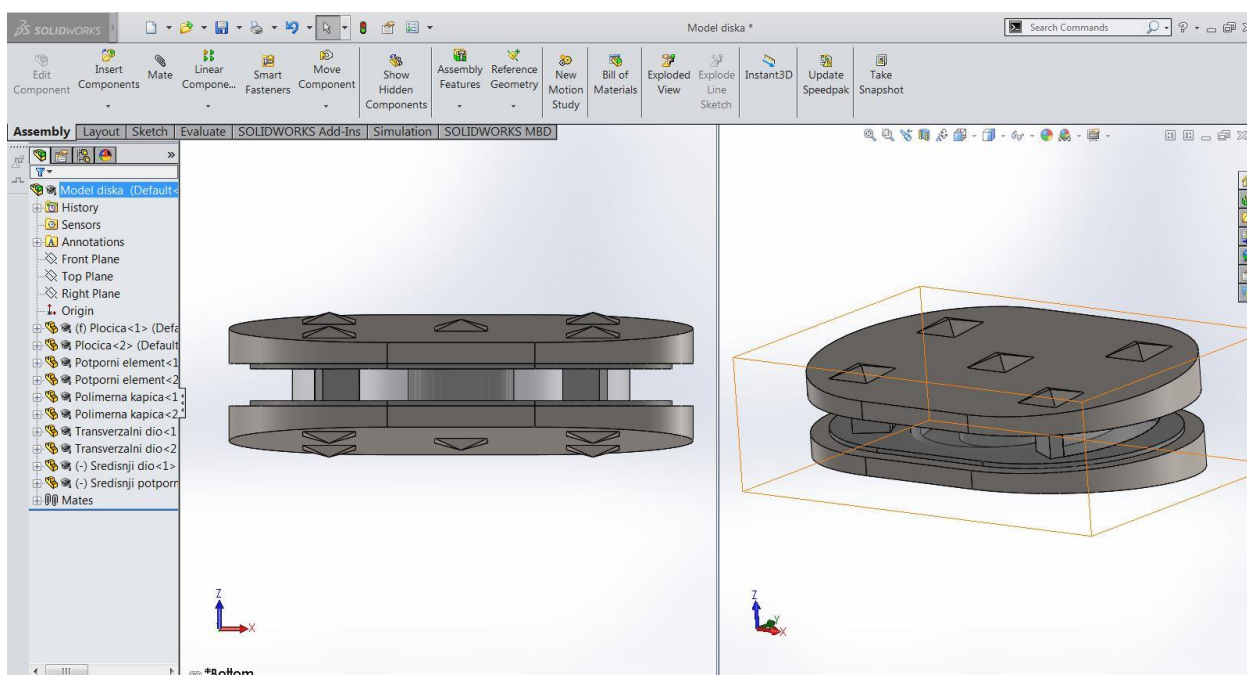 SOLIDWORKS
Model diska *
Search Commands
Edit Component
Insert Components
Mate
Linear Compone...
Smart Fasteners
Move Component
Show Hidden Components
Assembly Features
Reference Geometry
New Motion Study
Bill of Materials
Exploded View
Explode Line Sketch
Instant3D
Update Speedpak
Take Snapshot
Assembly
Layout
Sketch
Evaluate
SOLIDWORKS Add-Ins
Simulation
SOLIDWORKS MBD
Model diska (Default<
History
Sensors
Annotations
Front Plane
Top Plane
Right Plane
Origin
(f) Plocica<1> (Defa
Plocica<2> (Default
Potporni element<1
Potporni element<2
Polimerna kapica<1
Polimerna kapica<2
Transverzalni dio<1
Transverzalni dio<2
(-) Sredisnji dio<1>
(-) Sredisnji potporn
Mates
Z
X
*Bottom
Z
Y
X